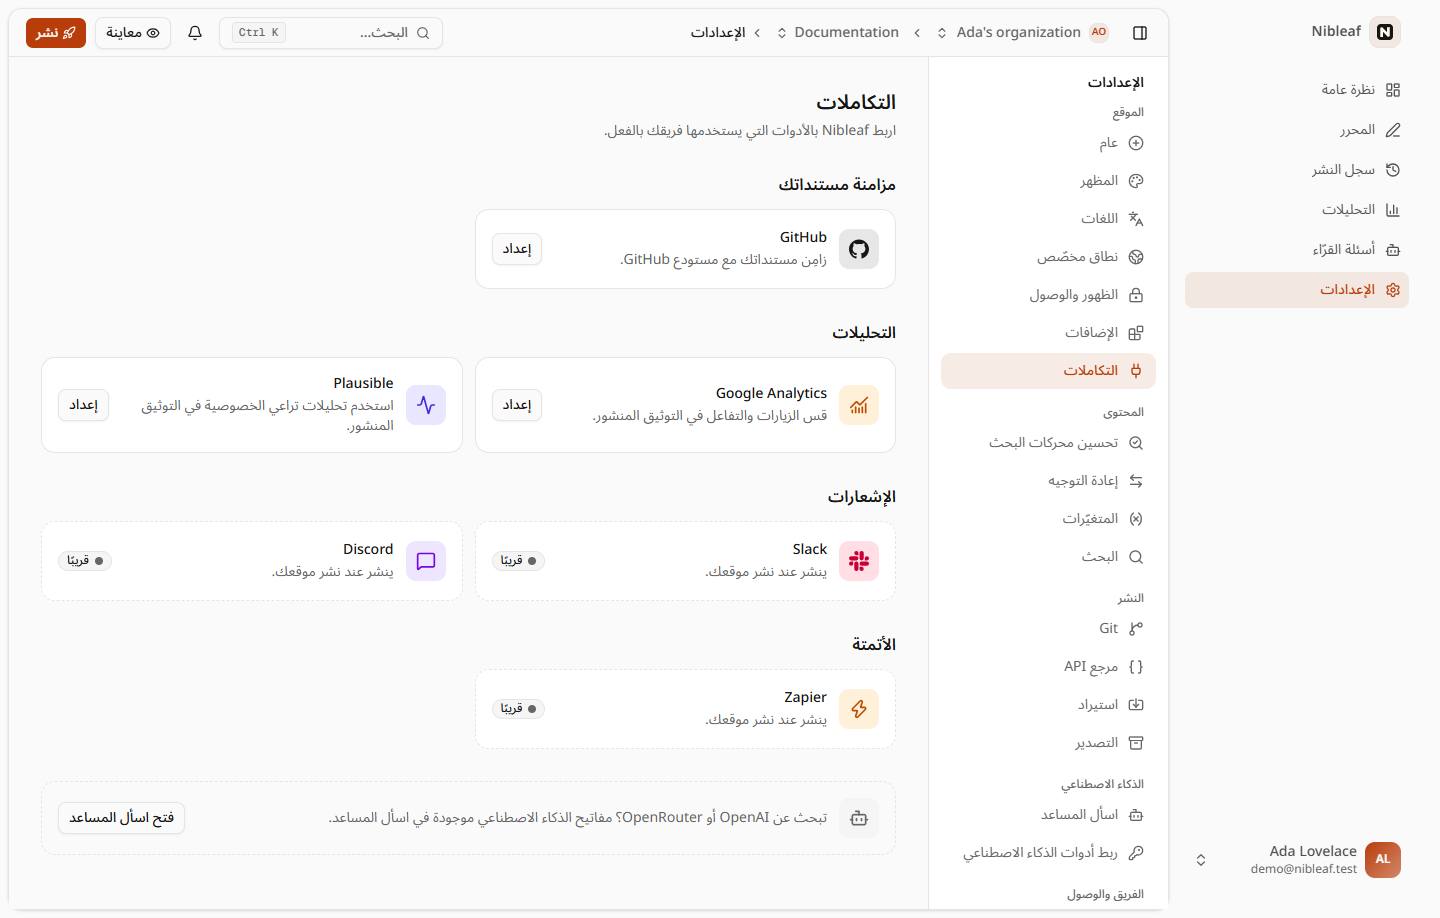 Nibleaf
نظرة عامة
المحرر
سجل النشر
التحليلات
أسئلة القرّاء
الإعدادات
Ada Lovelace
demo@nibleaf.test
AL
AO Ada's organization
Documentation
الإعدادات
البحث...
Ctrl K
معاينة
نشر
الإعدادات
الموقع
عام
المظهر
اللغات
نطاق مخصّص
الظهور والوصول
الإضافات
التكاملات
المحتوى
تحسين محركات البحث
إعادة التوجيه
المتغيّرات
البحث
النشر
Git
مرجع API
استيراد
التصدير
الذكاء الاصطناعي
اسأل المساعد
ربط أدوات الذكاء الاصطناعي
الفريق والوصول
التكاملات
اربط Nibleaf بالأدوات التي يستخدمها فريقك بالفعل.
مزامنة مستنداتك
GitHub
زامِن مستنداتك مع مستودع GitHub.
إعداد
التحليلات
Google Analytics
قس الزيارات والتفاعل في التوثيق المنشور.
إعداد
Plausible
استخدم تحليلات تراعي الخصوصية في التوثيق
المنشور.
إعداد
الإشعارات
Slack
ينشر عند نشر موقعك.
قريبًا
Discord
ينشر عند نشر موقعك.
قريبًا
الأتمتة
Zapier
ينشر عند نشر موقعك.
قريبًا
تبحث عن OpenAI أو OpenRouter؟ مفاتيح الذكاء الاصطناعي موجودة في اسأل المساعد.
فتح اسأل المساعد